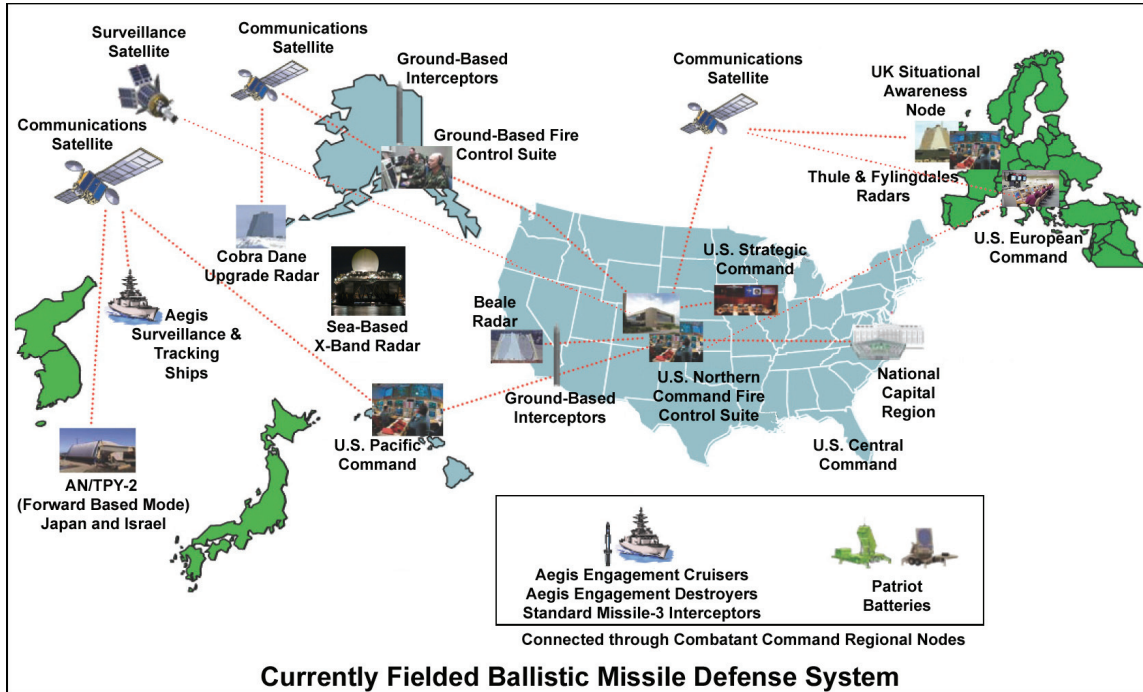 Surveillance
Satellite
Communications
Satellite
Ground-Based
Interceptors
Communications
Satellite
UK Situational
Awareness
Node
Communications
Satellite
Ground-Based Fire
Control Suite
Thule & Fylingdales
Radars
U.S. European
Command
Cobra Dane
Upgrade Radar
U.S. Strategic
Command
Aegis
Surveillance &
Tracking
Ships
Sea-Based
X-Band Radar
Beale
Radar
Ground-Based
Interceptors
U.S. Northern
Command Fire
Control Suite
National
Capital
Region
U.S. Pacific
Command
U.S. Central
Command
AN/TPY-2
(Forward Based Mode)
Japan and Israel
Aegis Engagement Cruisers
Aegis Engagement Destroyers
Standard Missile-3 Interceptors
Patriot
Batteries
Connected through Combatant Command Regional Nodes
Currently Fielded Ballistic Missile Defense System